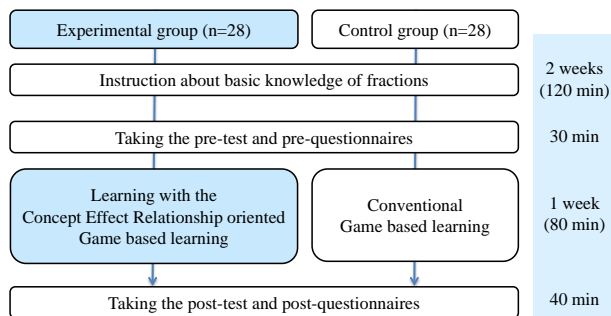 Experimental group (n=28)
Control group (n=28)
Instruction about basic knowledge of fractions
2 weeks
(120 min)
Taking the pre-test and pre-questionnaires
30 min
Learning with the
Concept Effect Relationship oriented
Game based learning
Conventional
Game based learning
1 week
(80 min)
Taking the post-test and post-questionnaires
40 min